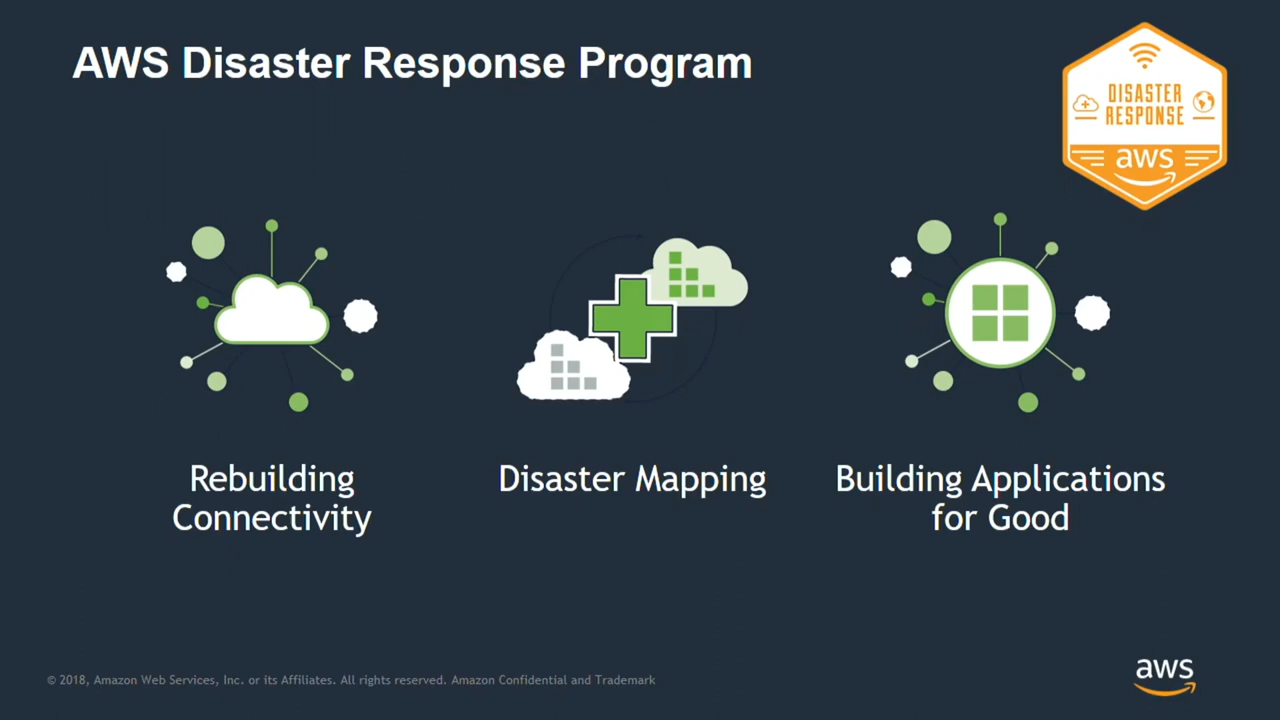 AWS Disaster Response Program
DISASTER
RESPONSE
aws
Rebuilding
Connectivity
Disaster Mapping
Building Applications
for Good
© 2018, Amazon Web Services, Inc. or its Affiliates. All rights reserved. Amazon Confidential and Trademark
aws